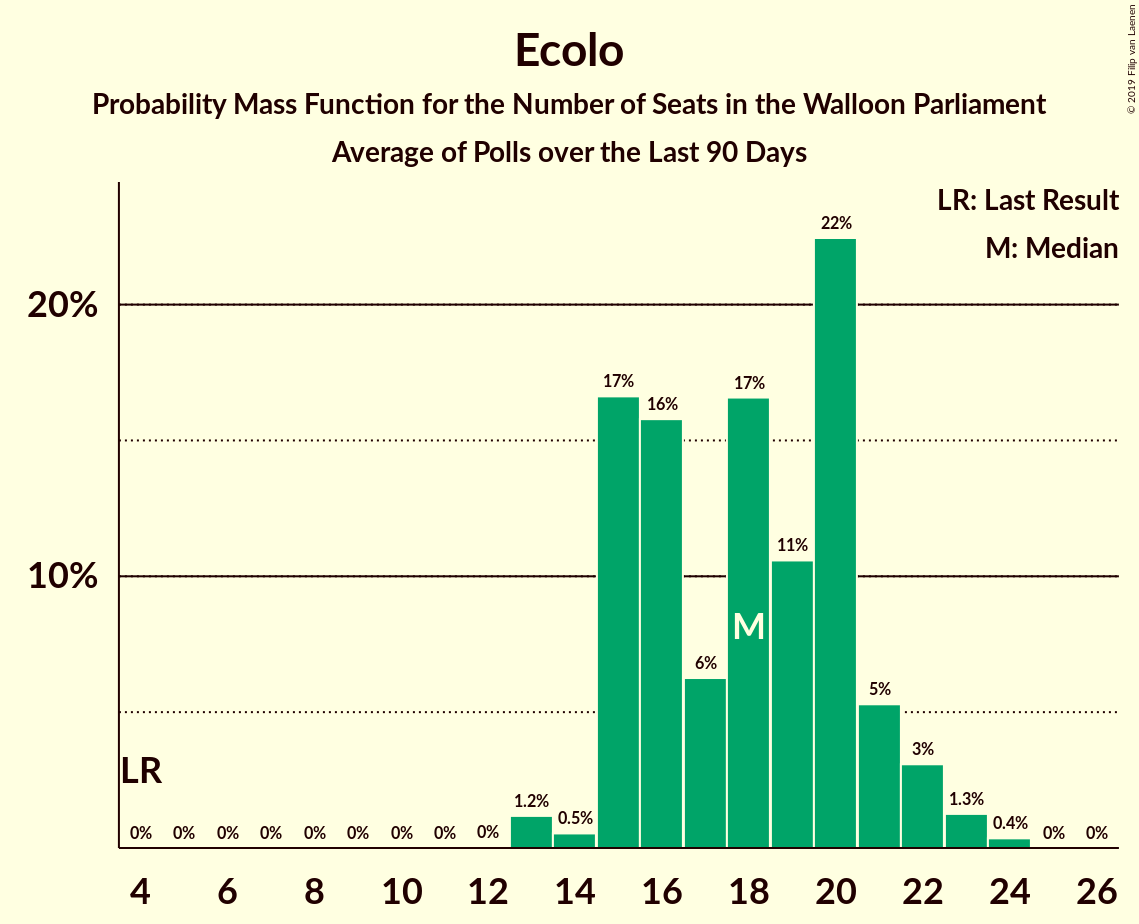 Ecolo
Probability Mass Function for the Number of Seats in the Walloon Parliament
Average of Polls over the Last 90 Days
© 2019 Filip van Laenen
LR: Last Result
M: Median
20%
10%
LR
M
0% 0% 0% 0% 0% 0% 0% 0% 0% 1.2% 0.5% 17% 16% 6% 17% 11% 22% 5% 3% 1.3% 0.4% 0% 0%
4 6 8 10 12 14 16 18 20 22 24 26